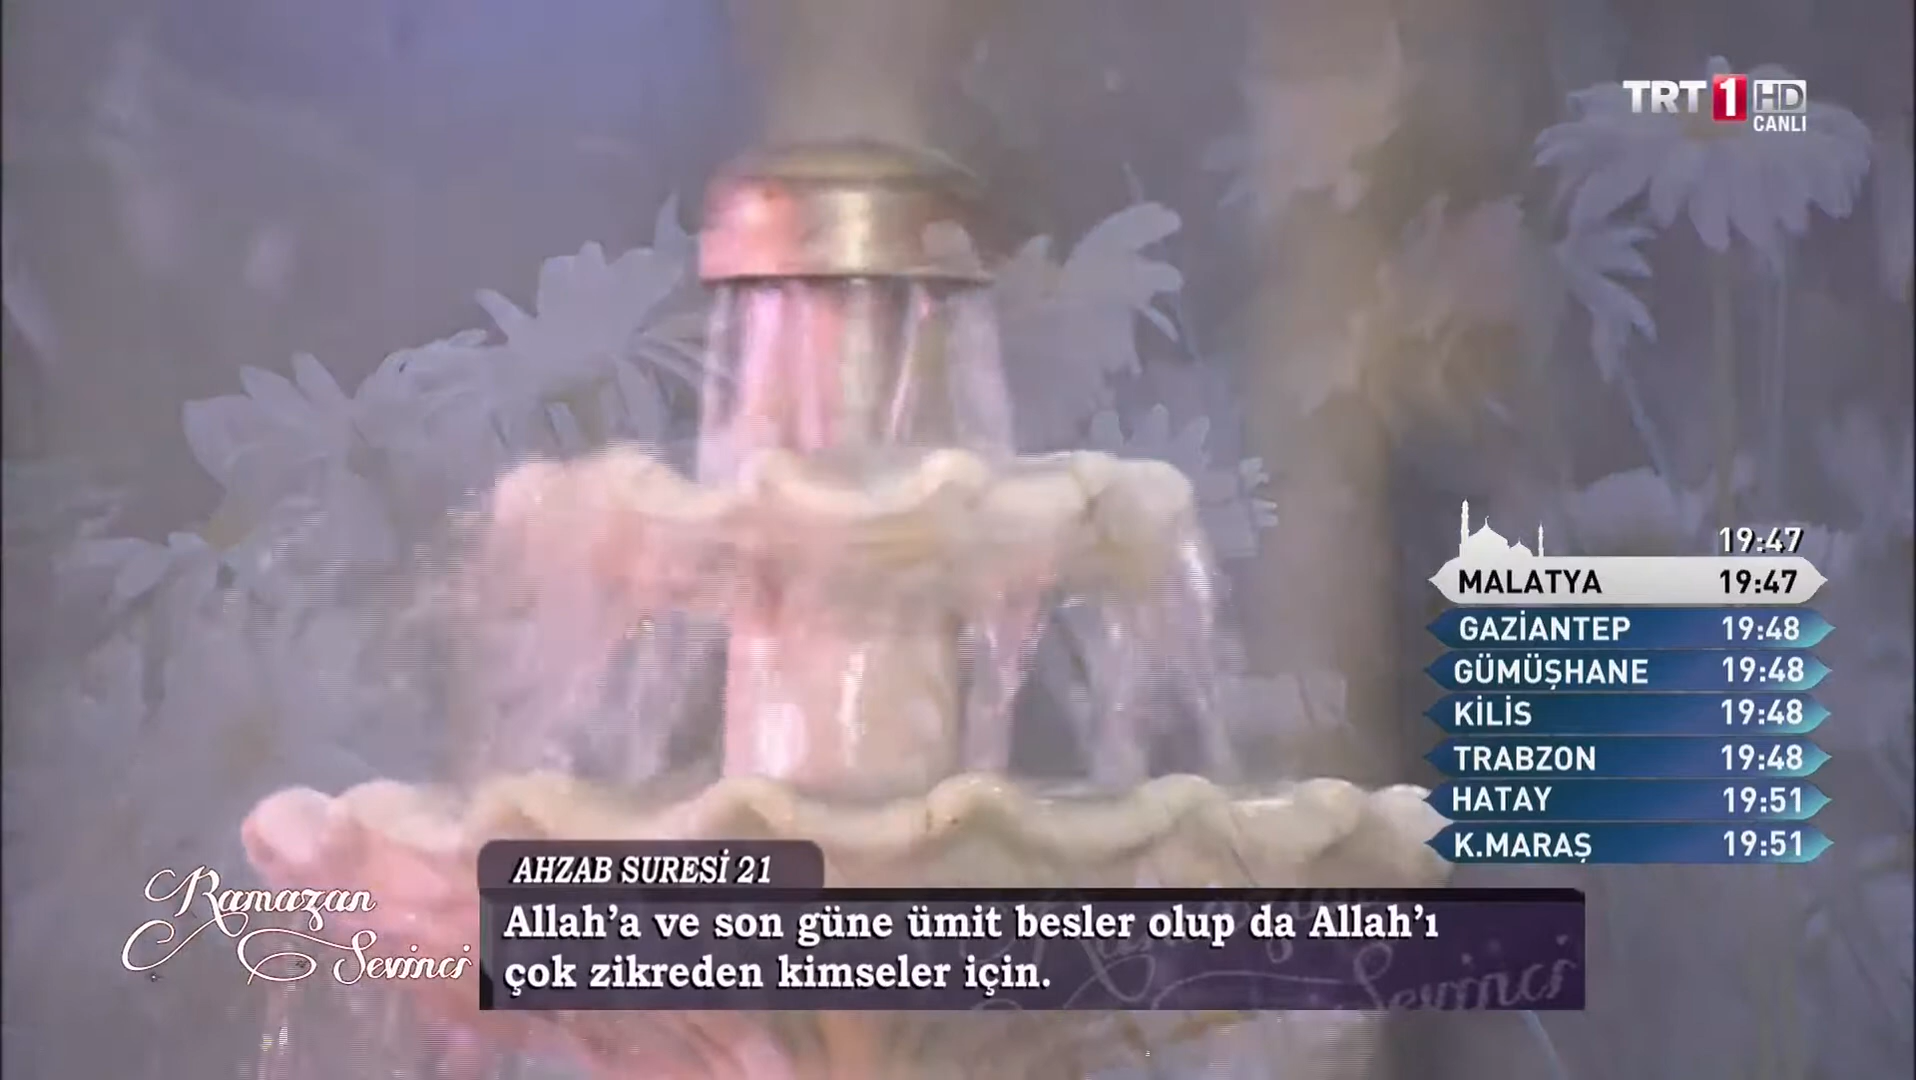 TRT 1 HD
CANLI
19:47
MALATYA 19:47
GAZİANTEP 19:48
GÜMÜŞHANE 19:48
KİLİS 19:48
TRABZON 19:48
HATAY 19:51
K.MARAŞ 19:51
AHZAB SURESİ 21
Ramazan
Sevinci
Allah'a ve son güne ümit besler olup da Allah'ı
çok zikreden kimseler için.
Sevinci